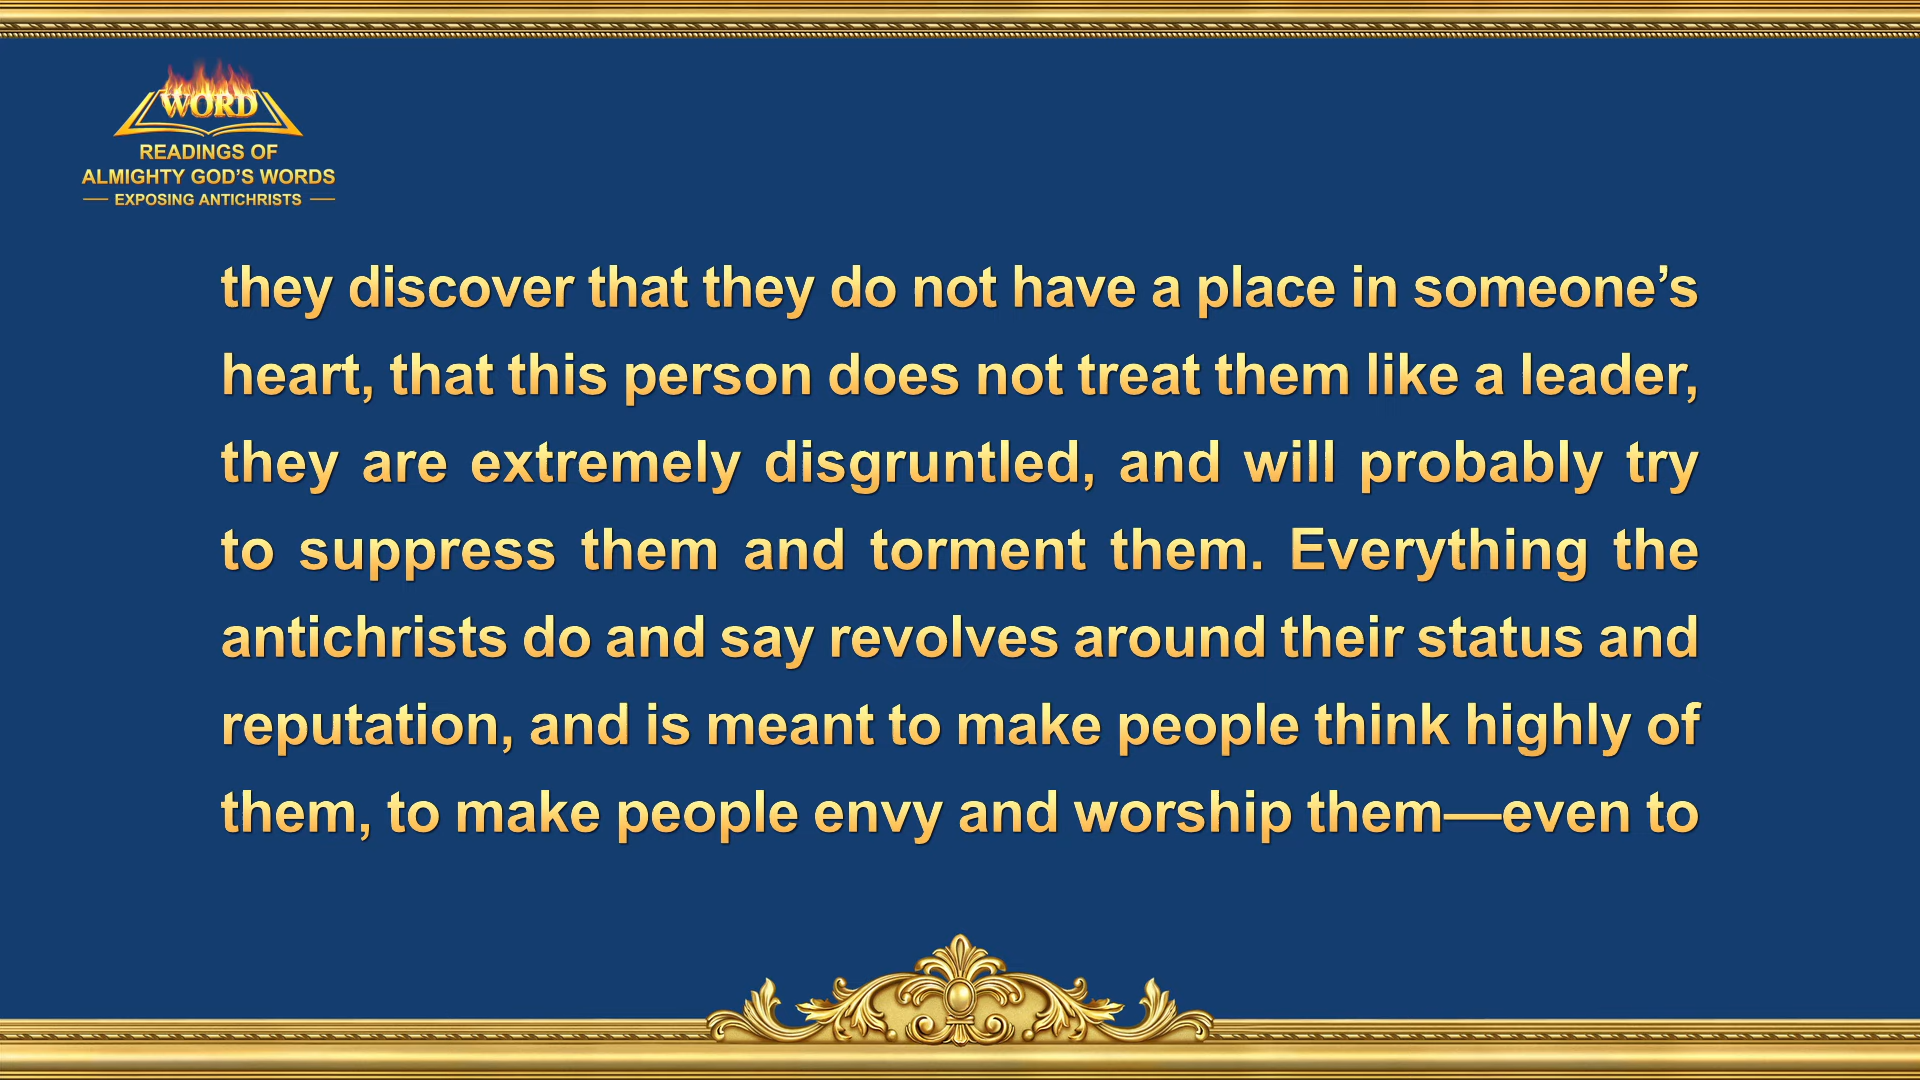 WORD
READINGS OF
ALMIGHTY GOD’S WORDS
EXPOSING ANTICHRISTS
they discover that they do not have a place in someone’s
heart, that this person does not treat them like a leader,
they are extremely disgruntled, and will probably try
to suppress them and torment them. Everything the
antichrists do and say revolves around their status and
reputation, and is meant to make people think highly of
them, to make people envy and worship them—even to